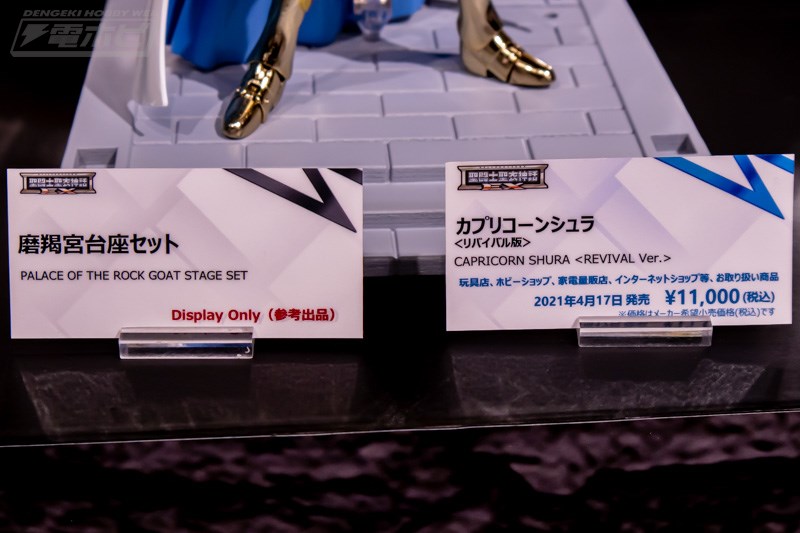 DENGEKI HOBBY WEB
電ホビ
聖闘士聖衣神話
EX
磨羯宮台座セット
PALACE OF THE ROCK GOAT STAGE SET
Display Only（参考出品）
聖闘士聖衣神話
EX
カプリコーンシュラ
<リバイバル版>
CAPRICORN SHURA <REVIVAL Ver.>
玩具店、ホビーショップ、家電量販店、インターネットショップ等、お取り扱い商品
2021年4月17日 発売 ¥11,000(税込)
※価格はメーカー希望小売価格(税込)です